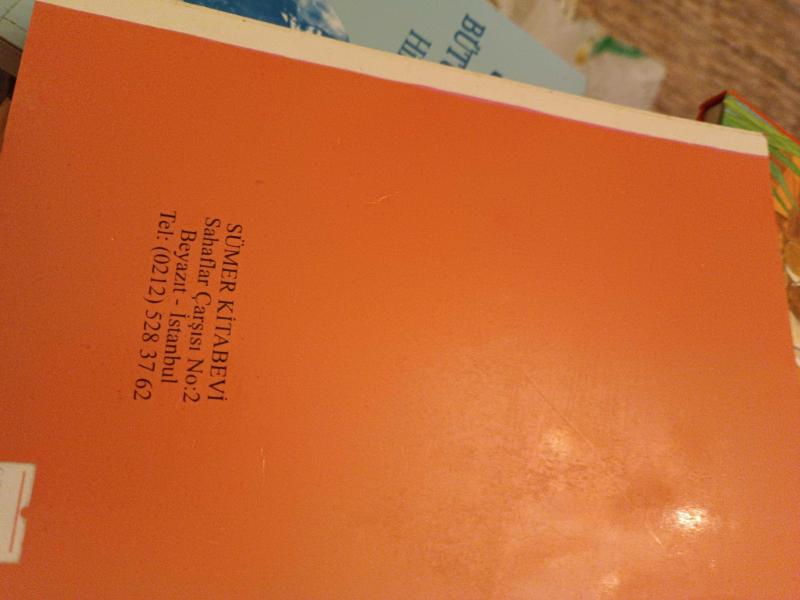 SÜMER KİTABEVİ
Sahaflar Çarşısı No:2
Beyazıt - İstanbul
Tel: (0212) 528 37 62